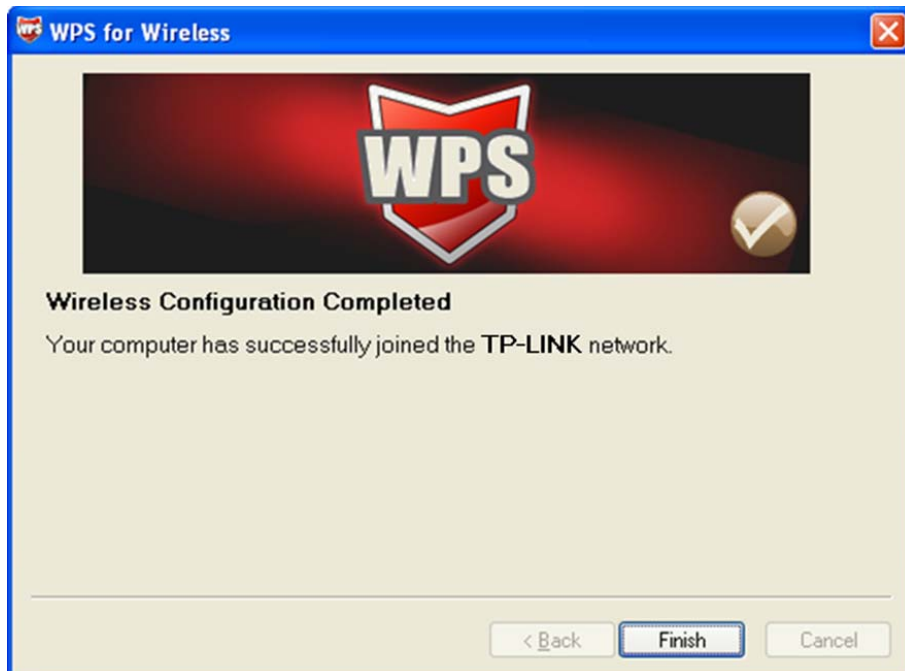 WPS for Wireless
WPS
Wireless Configuration Completed
Your computer has successfully joined the TP-LINK network.
< Back
Finish
Cancel